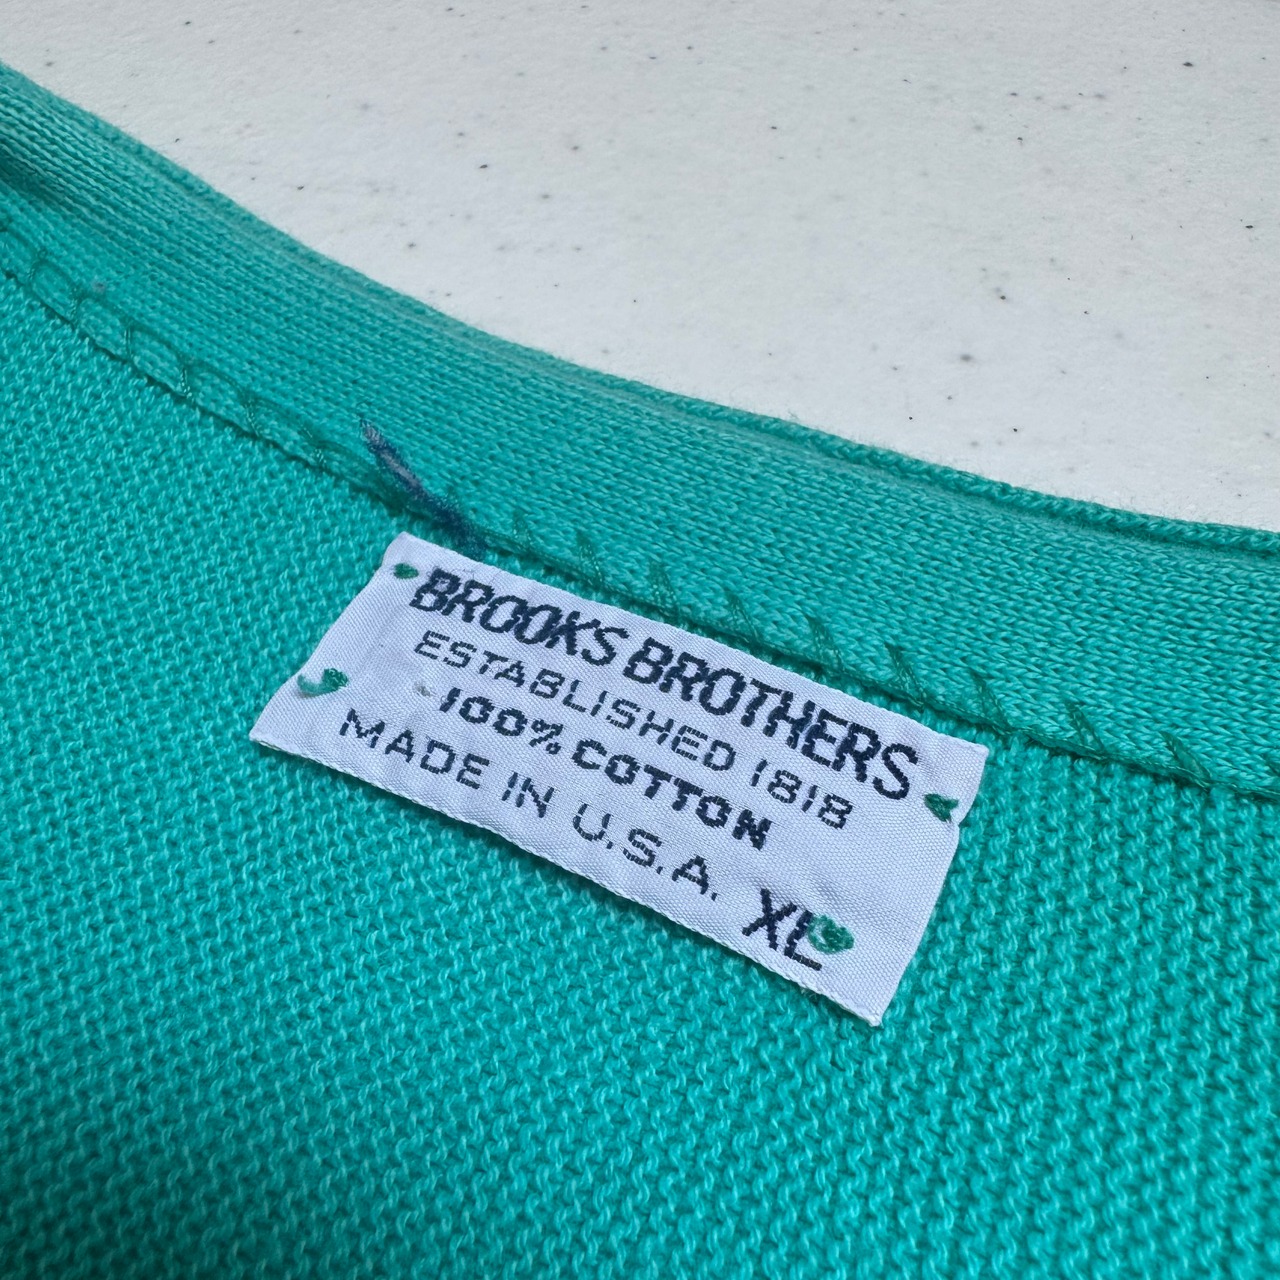 BROOKS BROTHERS
ESTABLISHED 1818
100% COTTON
MADE IN U.S.A. XL